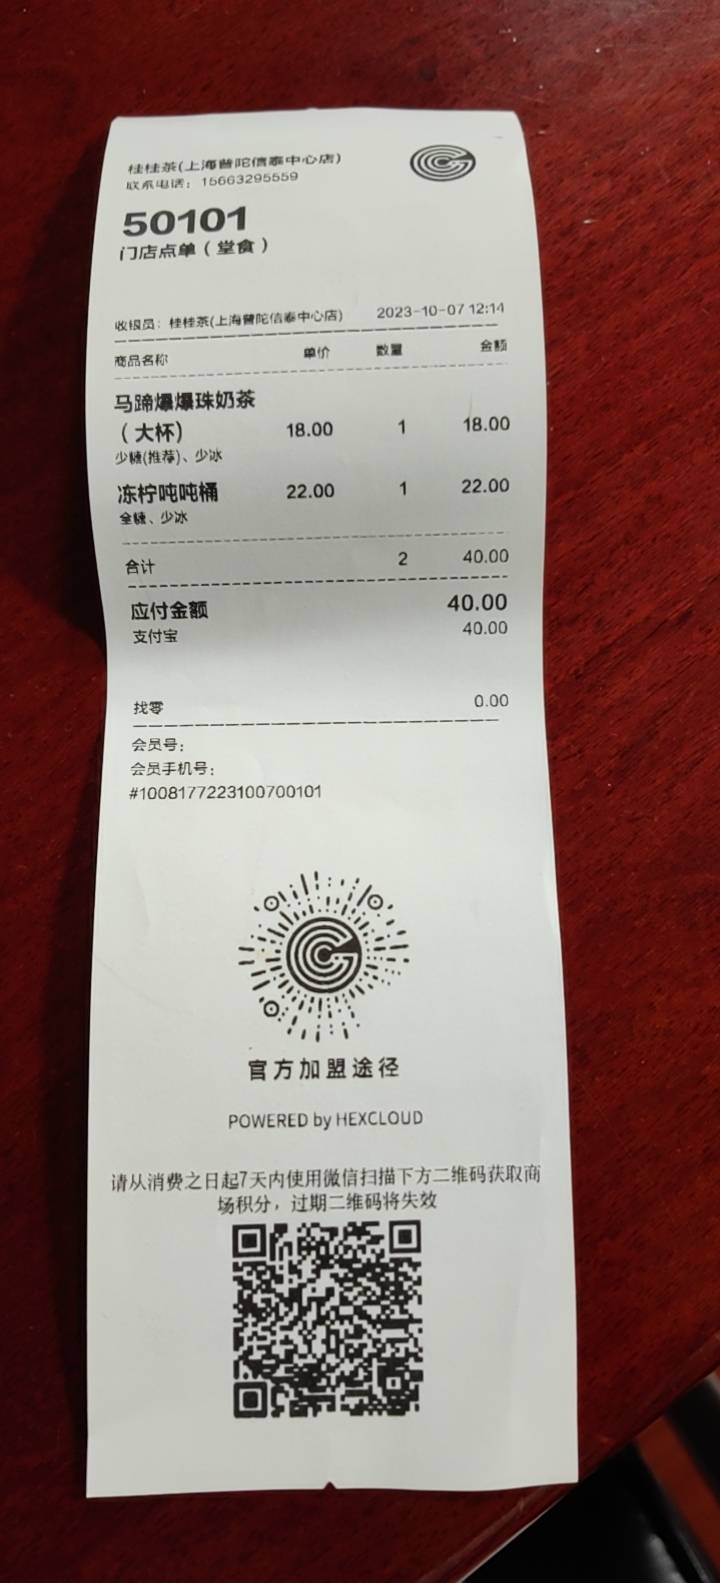 桂桂茶(上海普陀信泰中心店)
联系电话：15663295559
50101
门店点单（堂食）
收银员：桂桂茶(上海普陀信泰中心店) 2023-10-07 12:14
商品名称 单价 数量 金额
马蹄爆爆珠奶茶
（大杯） 18.00 1 18.00
少糖(推荐)、少冰
冻柠吨吨桶 22.00 1 22.00
全糖、少冰
合计 2 40.00
应付金额 40.00
支付宝 40.00
找零 0.00
会员号：
会员手机号：
#1008177223100700101
官方加盟途径
POWERED by HEXCLOUD
请从消费之日起7天内使用微信扫描下方二维码获取商
场积分，过期二维码将失效